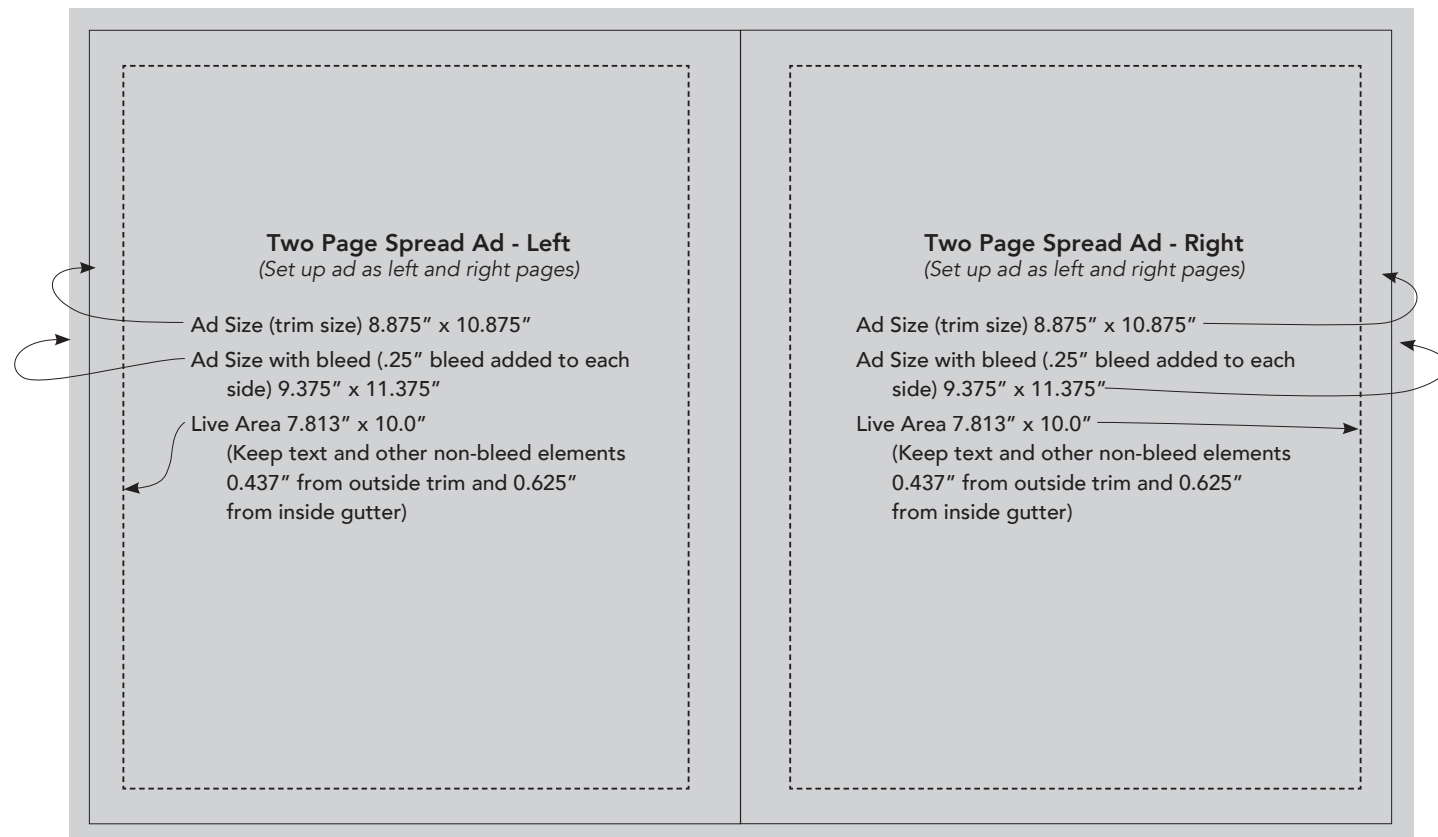 Two Page Spread Ad - Left
(Set up ad as left and right pages)
Ad Size (trim size) 8.875” x 10.875”
Ad Size with bleed (.25” bleed added to each
side) 9.375” x 11.375”
Live Area 7.813” x 10.0”
(Keep text and other non-bleed elements
0.437” from outside trim and 0.625”
from inside gutter)
Two Page Spread Ad - Right
(Set up ad as left and right pages)
Ad Size (trim size) 8.875” x 10.875”
Ad Size with bleed (.25” bleed added to each
side) 9.375” x 11.375”
Live Area 7.813” x 10.0”
(Keep text and other non-bleed elements
0.437” from outside trim and 0.625”
from inside gutter)